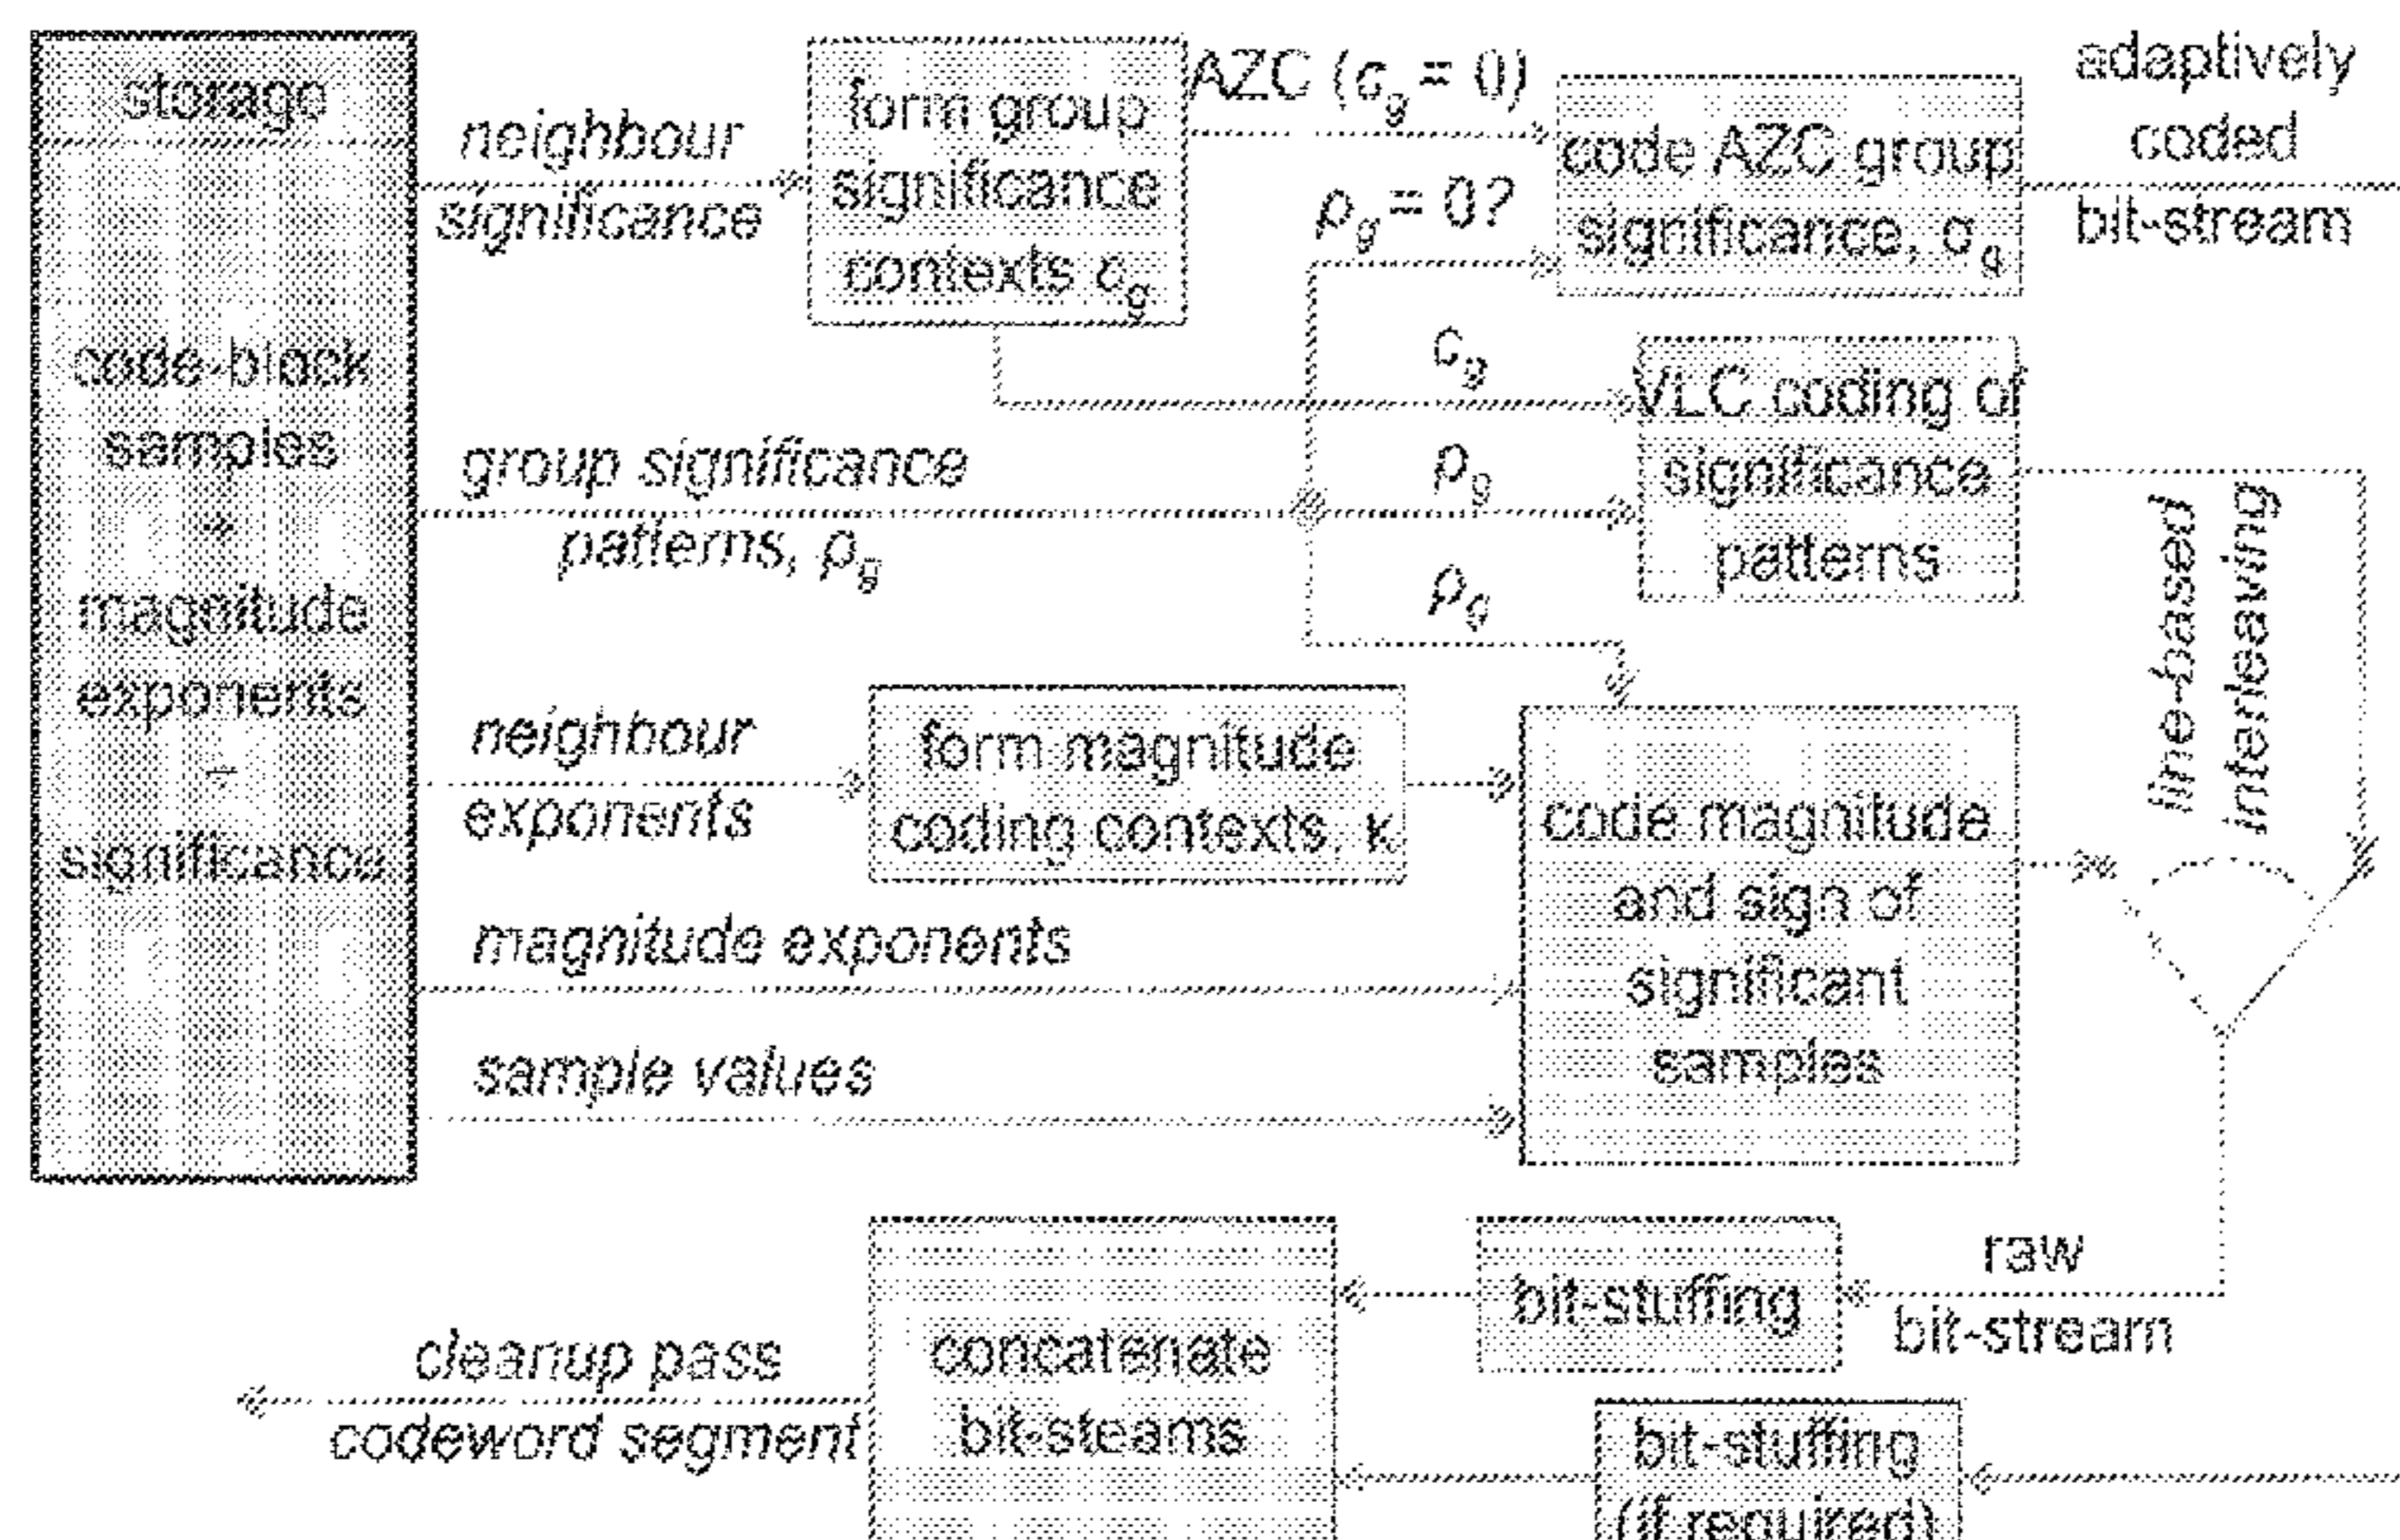 storage
code-block
samples
+
magnitude
exponents
+
significance
neighbour
significance
form group
significance
contexts c_g
AZC (c_g = 0)
ρ_g = 0?
code AZC group
significance, σ_g
adaptively
coded
bit-stream
c_g
group significance
patterns, ρ_g
ρ_g
ρ_g
VLC coding of
significance
patterns
line-based
interleaving
neighbour
exponents
form magnitude
coding contexts, κ
magnitude exponents
sample values
code magnitude
and sign of
significant
samples
raw
bit-stream
bit-stuffing
concatenate
bit-steams
cleanup pass
codeword segment
bit-stuffing
(if required)